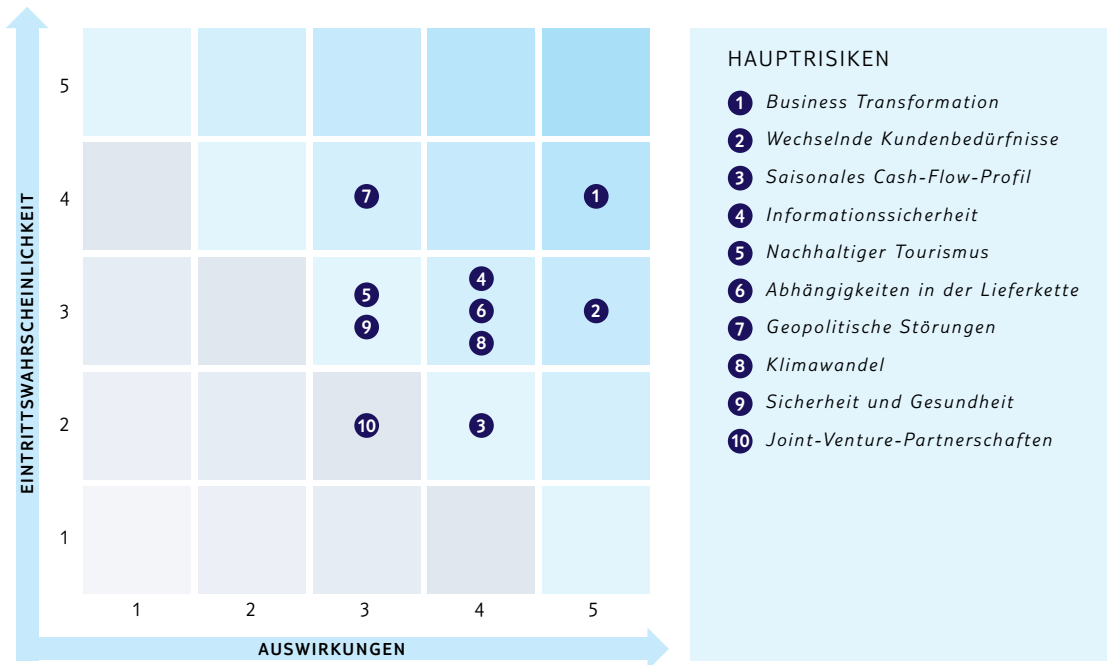 EINTRITTSWAHRSCHEINLICHKEIT
5
4
7
1
3
5
9
4
6
8
2
2
10
3
1
1
2
3
4
5
AUSWIRKUNGEN
HAUPTRISIKEN
1 Business Transformation
2 Wechselnde Kundenbedürfnisse
3 Saisonales Cash-Flow-Profil
4 Informationssicherheit
5 Nachhaltiger Tourismus
6 Abhängigkeiten in der Lieferkette
7 Geopolitische Störungen
8 Klimawandel
9 Sicherheit und Gesundheit
10 Joint-Venture-Partnerschaften